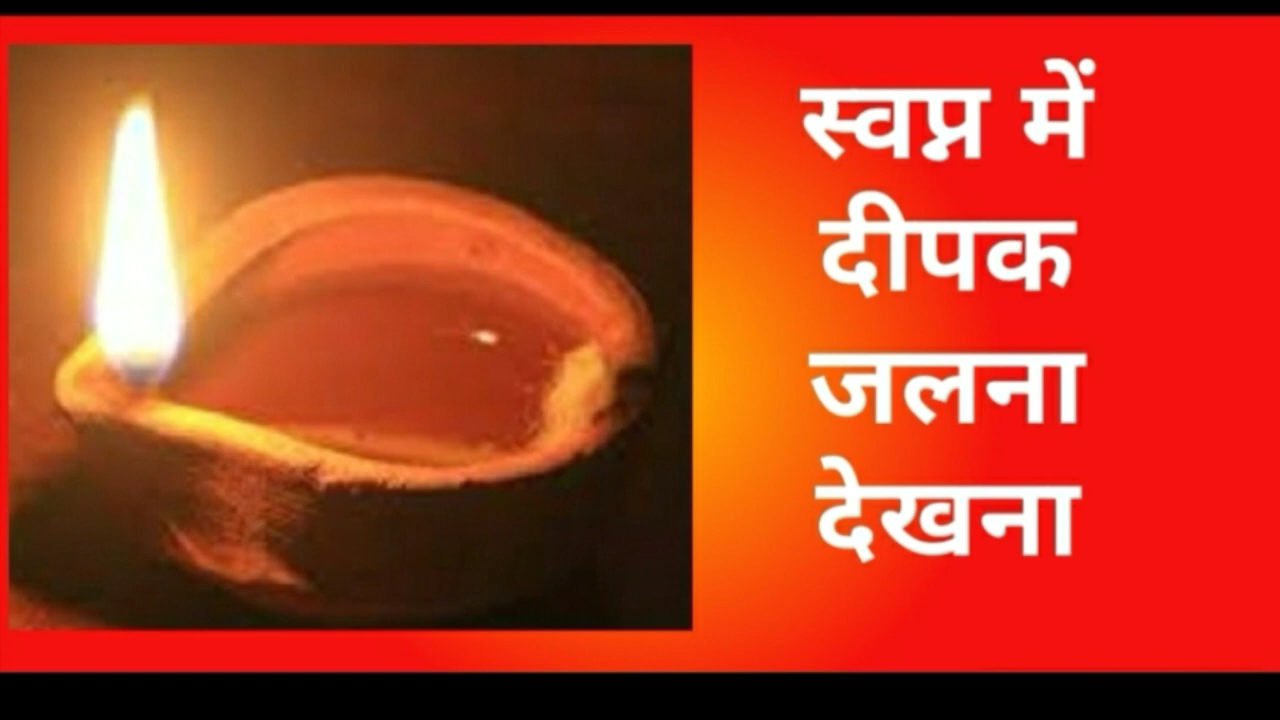 स्वप्न में
दीपक
जलना
देखना